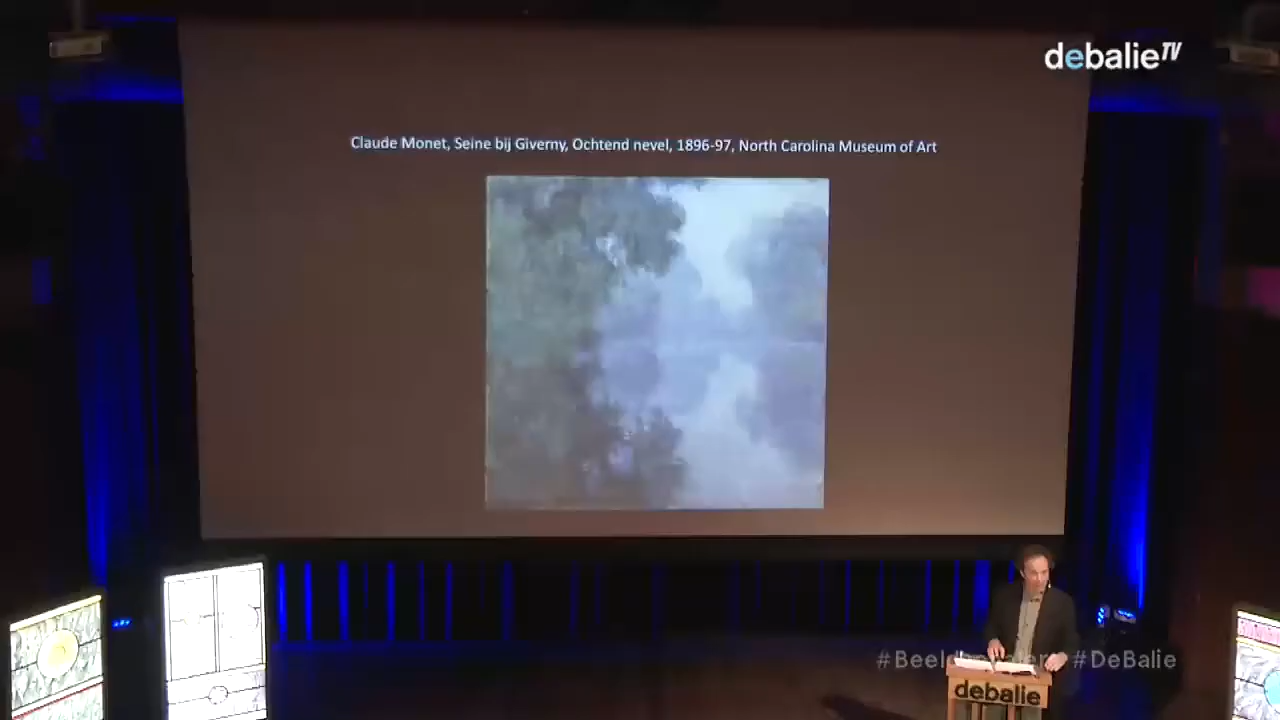 debalieTV
Claude Monet, Seine bij Giverny, Ochtend nevel, 1896-97, North Carolina Museum of Art
#DeBalie
debalie